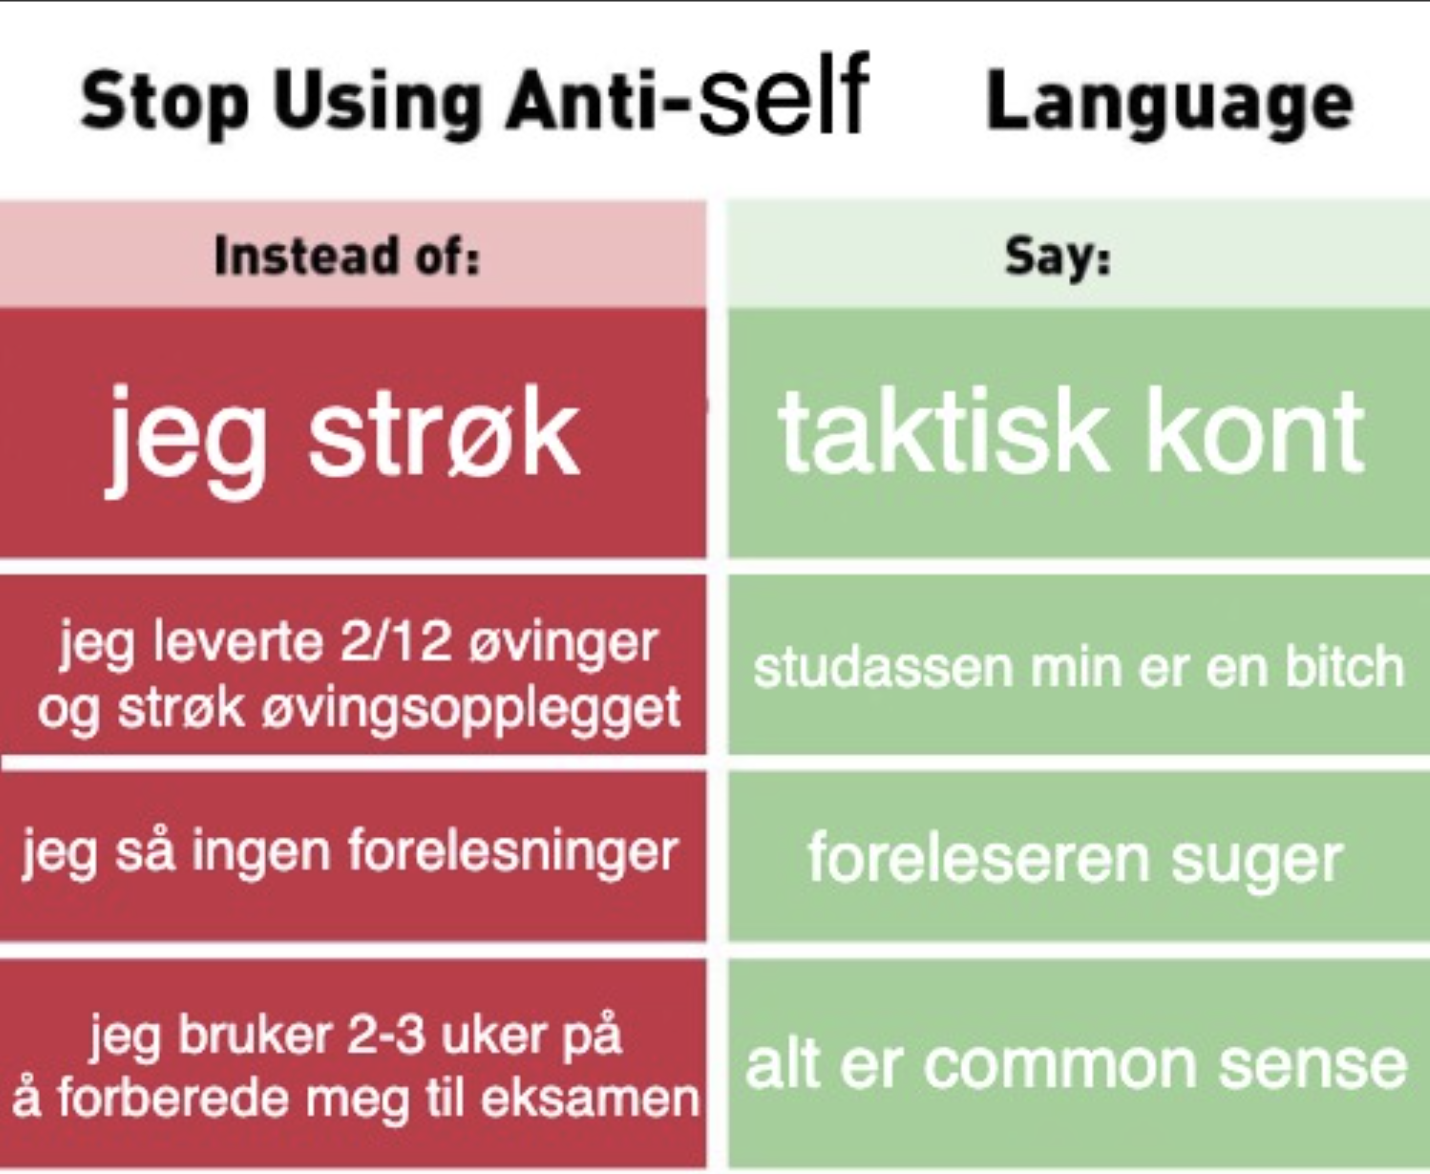 Stop Using Anti-self Language
Instead of:
Say:
jeg strøk
taktisk kont
jeg leverte 2/12 øvinger
og strøk øvingsopplegget
studassen min er en bitch
jeg så ingen forelesninger
foreleseren suger
jeg bruker 2-3 uker på
å forberede meg til eksamen
alt er common sense